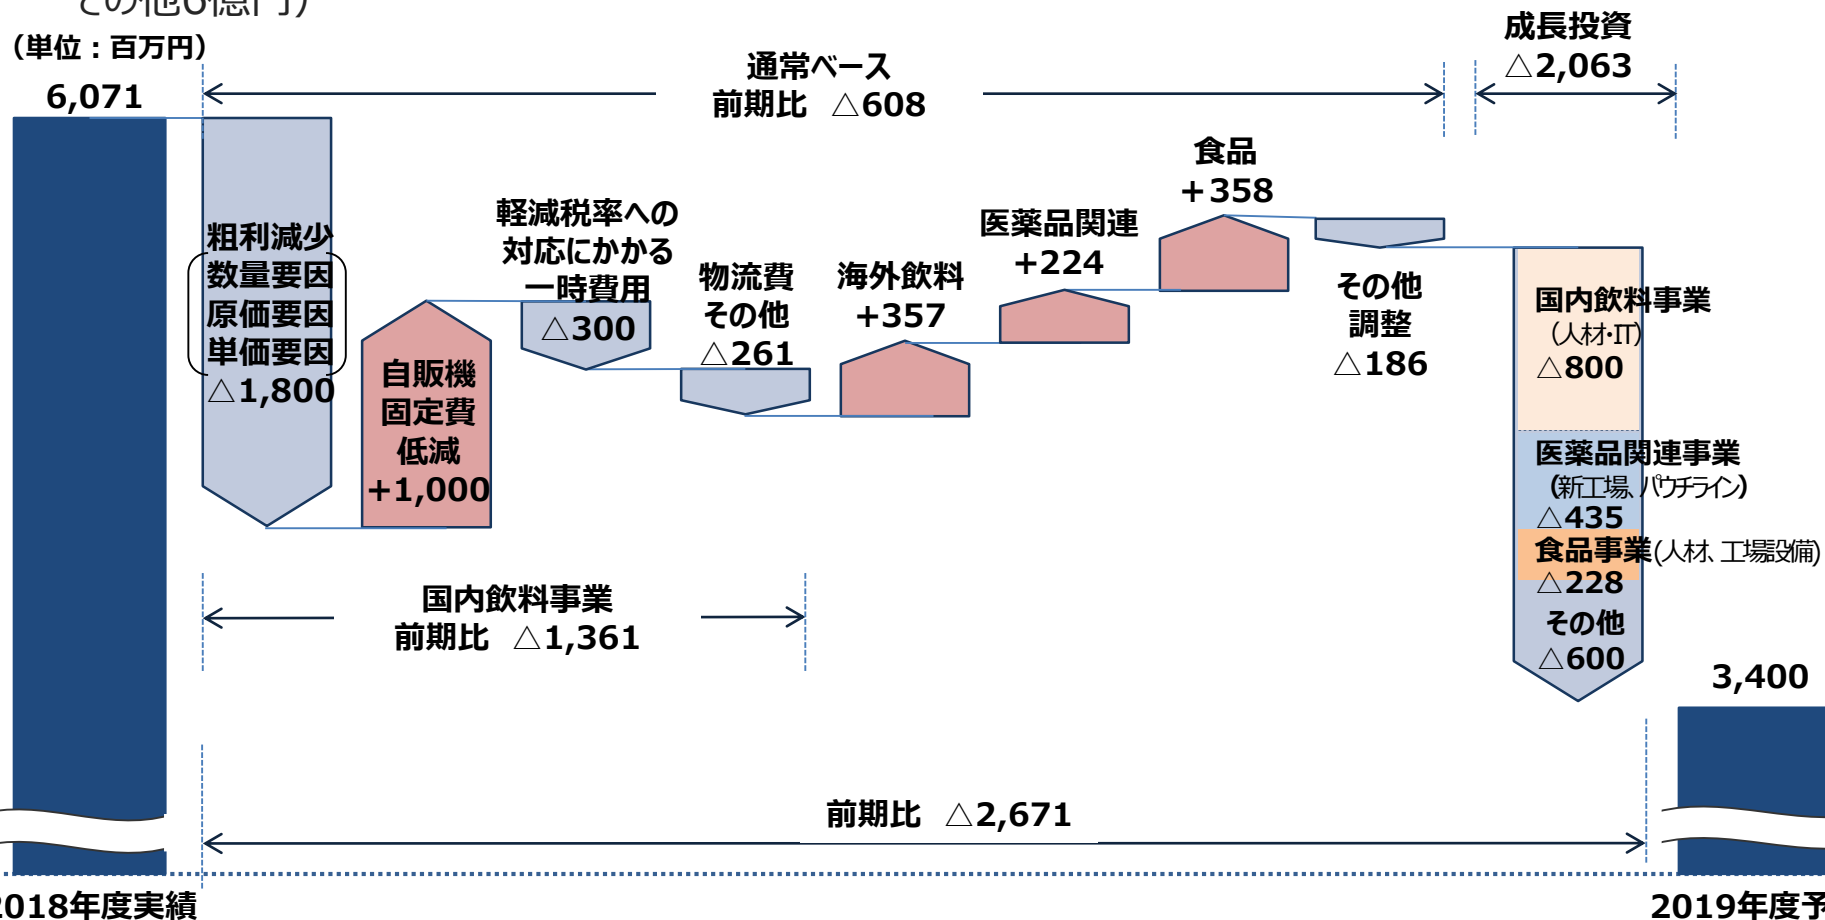 その他6億円）
（単位：百万円）
6,071
通常ベース
前期比 △608
成長投資
△2,063
粗利減少
数量要因
原価要因
単価要因
△1,800
自販機
固定費
低減
+1,000
軽減税率への
対応にかかる
一時費用
△300
物流費
その他
△261
海外飲料
+357
医薬品関連
+224
食品
+358
その他
調整
△186
国内飲料事業
（人材･IT）
△800
医薬品関連事業
（新工場、パウチライン）
△435
食品事業(人材、工場設備)
△228
その他
△600
国内飲料事業
前期比 △1,361
3,400
前期比 △2,671
2018年度実績
2019年度予